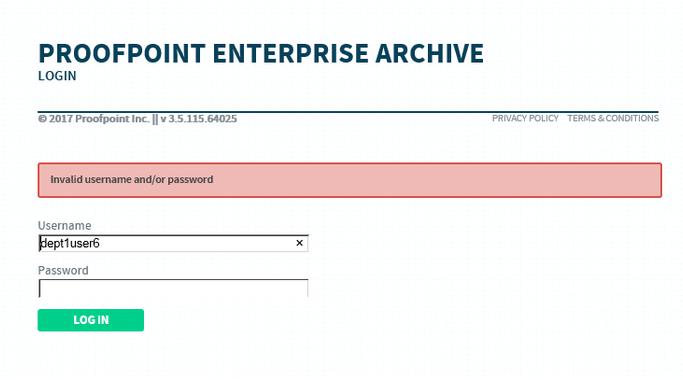 PROOFPOINT ENTERPRISE ARCHIVE
LOGIN
© 2017 Proofpoint Inc. || v 3.5.115.64025 PRIVACY POLICY TERMS & CONDITIONS
Invalid username and/or password
Username
dept1user6 ×
Password
LOG IN